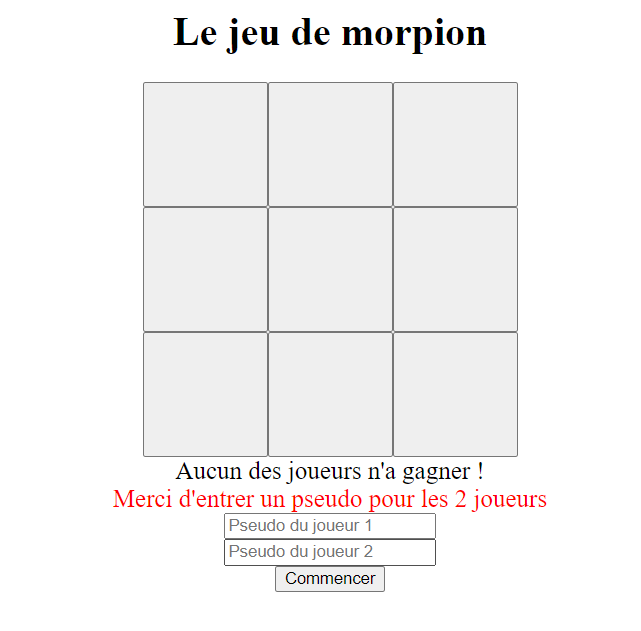 Le jeu de morpion
Aucun des joueurs n'a gagner !
Merci d'entrer un pseudo pour les 2 joueurs
Pseudo du joueur 1
Pseudo du joueur 2
Commencer